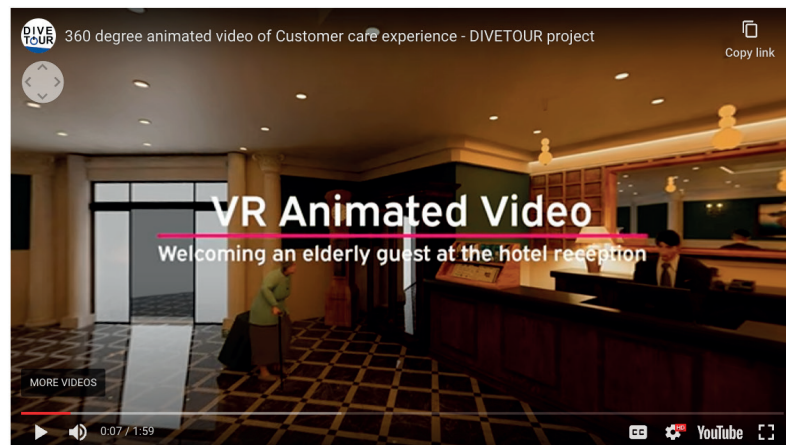 DIVE
TOUR
360 degree animated video of Customer care experience - DIVETOUR project
Copy link
VR Animated Video
Welcoming an elderly guest at the hotel reception
MORE VIDEOS
0:07 / 1:59
CC
HD
YouTube